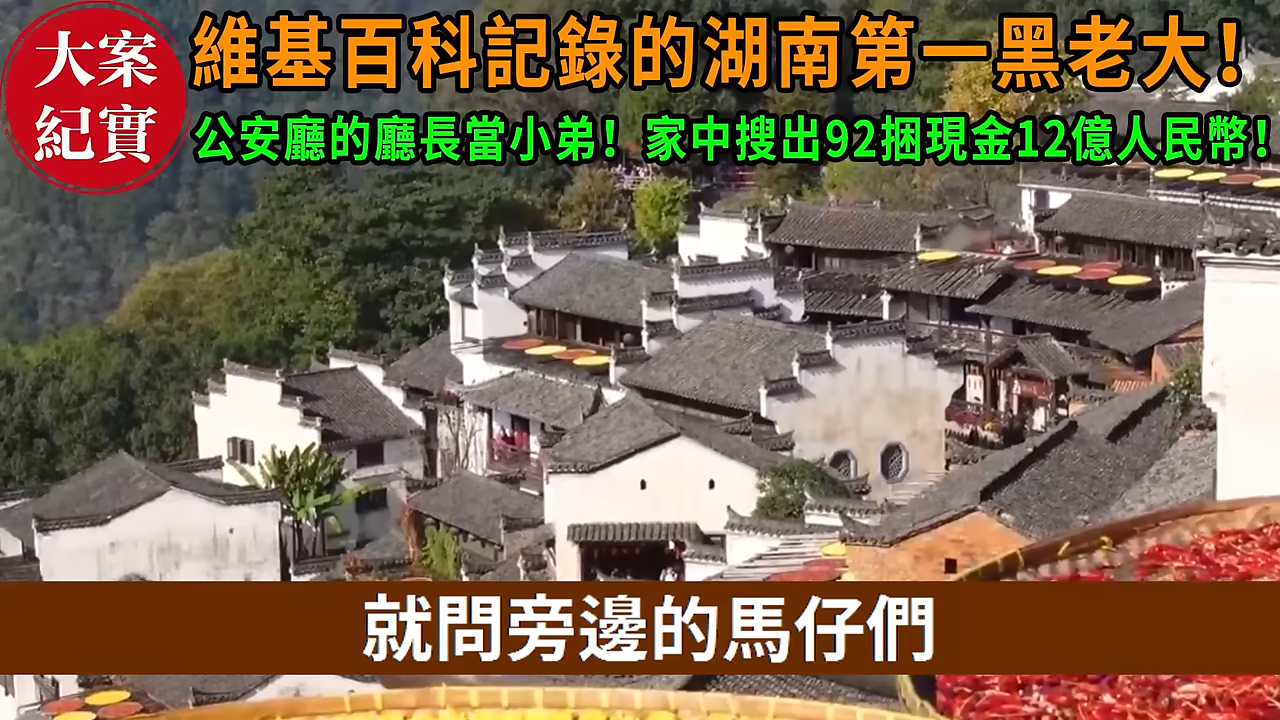 大案
紀實
維基百科記錄的湖南第一黑老大！
公安廳的廳長當小弟！家中搜出92捆現金12億人民幣！
就問旁邊的馬仔們